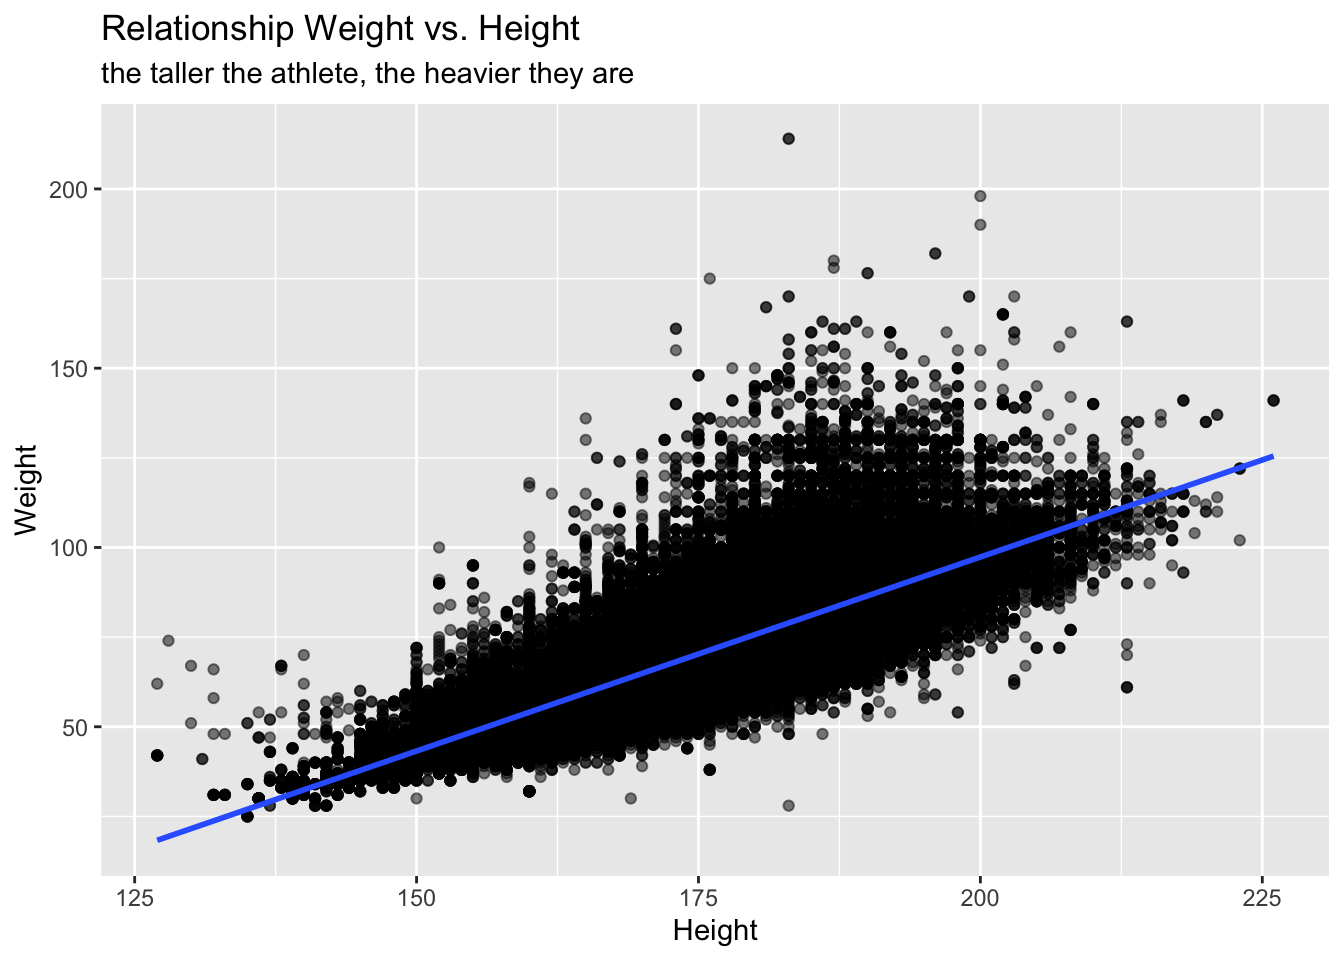 Relationship Weight vs. Height
the taller the athlete, the heavier they are
Weight
200
150
100
50
125 150 175 200 225
Height